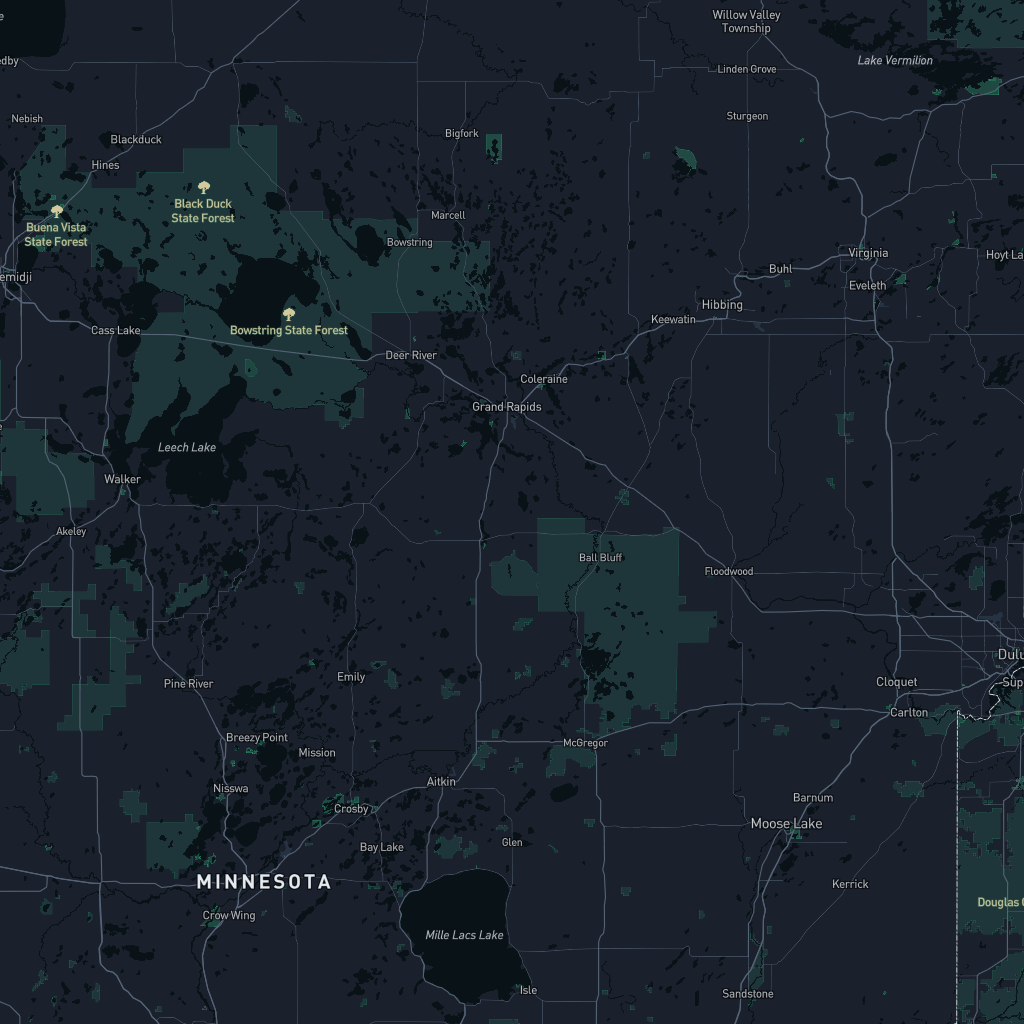 Willow Valley
Township
Lake Vermilion
Linden Grove
Nebish
Sturgeon
Bigfork
Blackduck
Hines
Black Duck
State Forest
Marcell
Buena Vista
State Forest
Bowstring
Virginia
Buhl
Eveleth
Hibbing
Keewatin
Cass Lake
Bowstring State Forest
Deer River
Coleraine
Grand Rapids
Leech Lake
Walker
Akeley
Ball Bluff
Floodwood
Emily
Pine River
Cloquet
Carlton
Breezy Point
McGregor
Mission
Aitkin
Nisswa
Barnum
Crosby
Moose Lake
Glen
Bay Lake
MINNESOTA
Kerrick
Crow Wing
Mille Lacs Lake
Isle
Sandstone